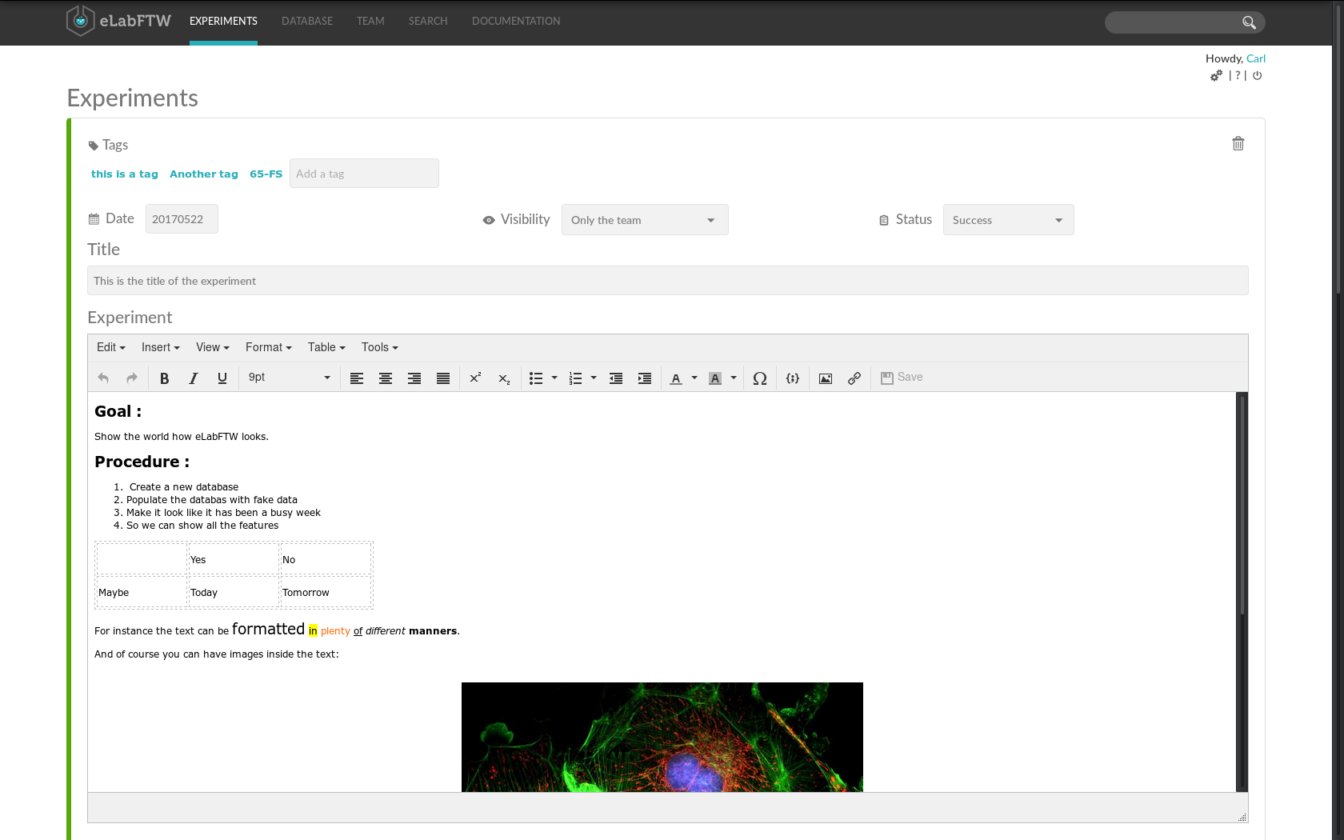 eLabFTW EXPERIMENTS DATABASE TEAM SEARCH DOCUMENTATION
Howdy, Carl
| ? |
Experiments
Tags
this is a tag Another tag 65-FS Add a tag
Date 20170522 Visibility Only the team Status Success
Title
This is the title of the experiment
Experiment
Edit Insert View Format Table Tools
B I U 9pt x² x₂ A A Ω {;} Save
Goal :
Show the world how eLabFTW looks.
Procedure :
1. Create a new database
2. Populate the databas with fake data
3. Make it look like it has been a busy week
4. So we can show all the features
Yes No
Maybe Today Tomorrow
For instance the text can be formatted in plenty of different manners.
And of course you can have images inside the text: